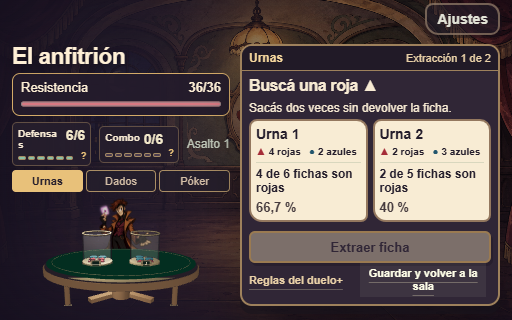 Ajustes
El anfitrión
Resistencia 36/36
Defensa
s 6/6
?
Combo 0/6
?
Asalto 1
Urnas
Dados
Póker
Urnas
Extracción 1 de 2
Buscá una roja ▲
Sacás dos veces sin devolver la ficha.
Urna 1
▲ 4 rojas ● 2 azules
4 de 6 fichas son
rojas
66,7 %
Urna 2
▲ 2 rojas ● 3 azules
2 de 5 fichas son
rojas
40 %
Extraer ficha
Reglas del duelo+
Guardar y volver a la
sala